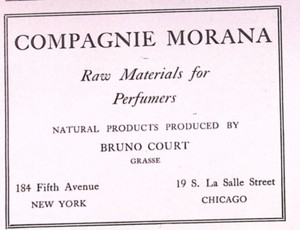 COMPAGNIE MORANA
Raw Materials for
Perfumers
NATURAL PRODUCTS PRODUCED BY
BRUNO COURT
GRASSE
184 Fifth Avenue
NEW YORK
19 S. La Salle Street
CHICAGO